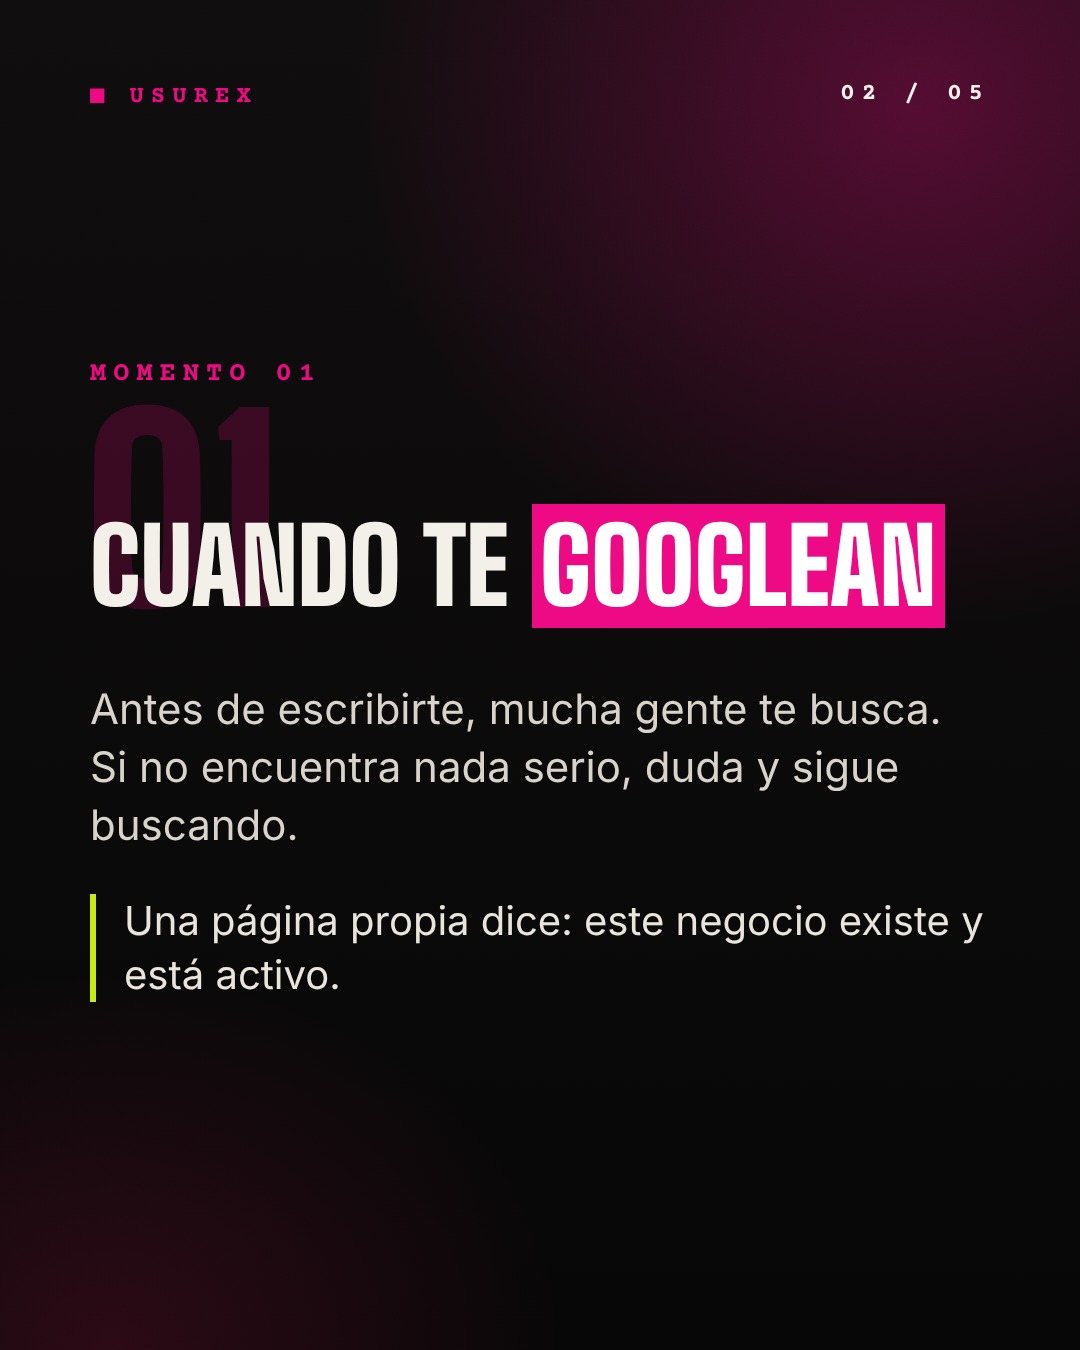 ■ USUREX
02 / 05
MOMENTO 01
01
CUANDO TE GOOGLEAN
Antes de escribirte, mucha gente te busca.
Si no encuentra nada serio, duda y sigue
buscando.
Una página propia dice: este negocio existe y
está activo.